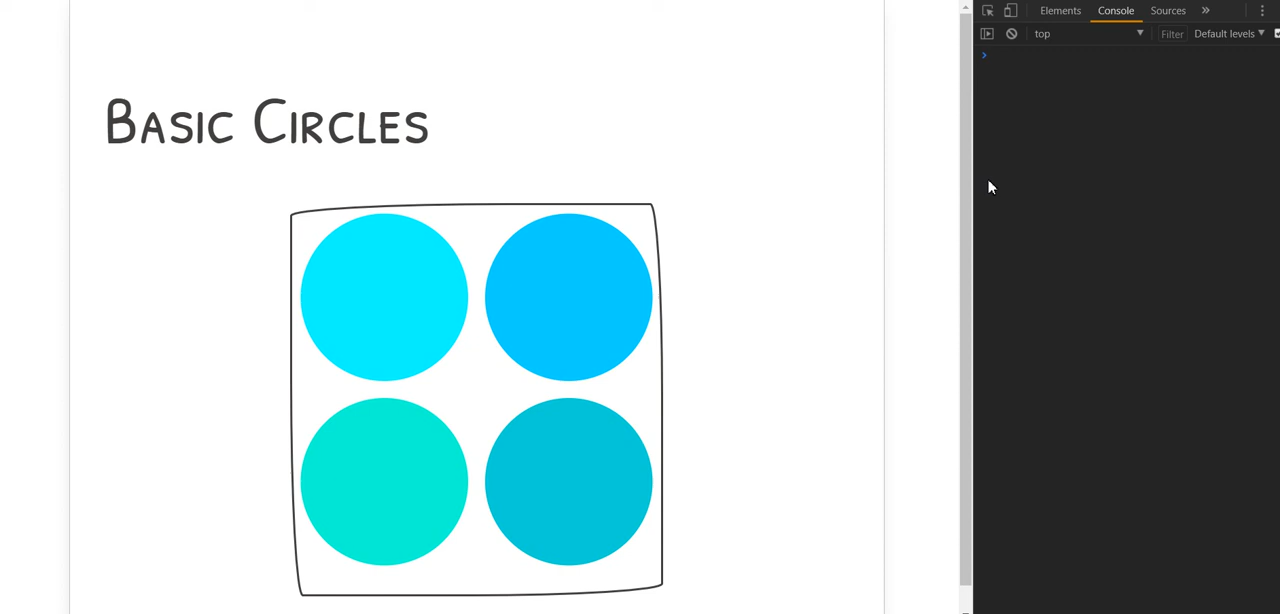 Elements Console Sources
top Filter Default levels
Basic Circles